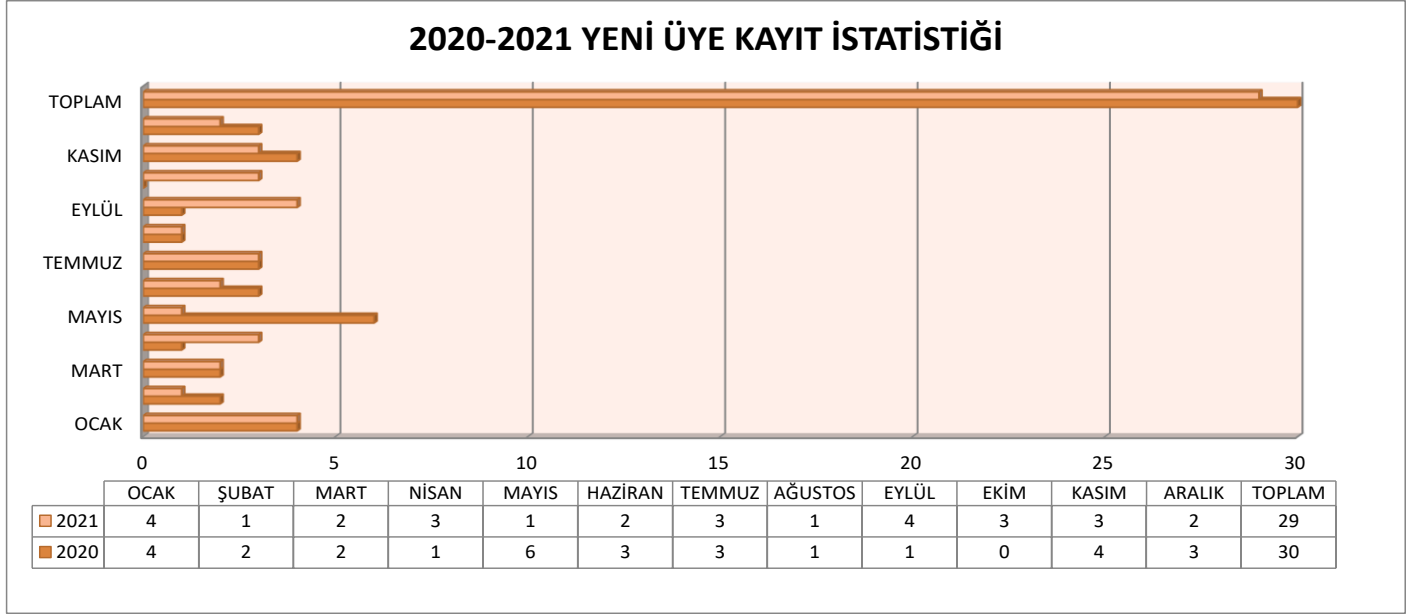 2020-2021 YENİ ÜYE KAYIT İSTATİSTİĞİ
TOPLAM
KASIM
EYLÜL
TEMMUZ
MAYIS
MART
OCAK
0 5 10 15 20 25 30
OCAK ŞUBAT MART NİSAN MAYIS HAZİRAN TEMMUZ AĞUSTOS EYLÜL EKİM KASIM ARALIK TOPLAM
2021 4 1 2 3 1 2 3 1 4 3 3 2 29
2020 4 2 2 1 6 3 3 1 1 0 4 3 30